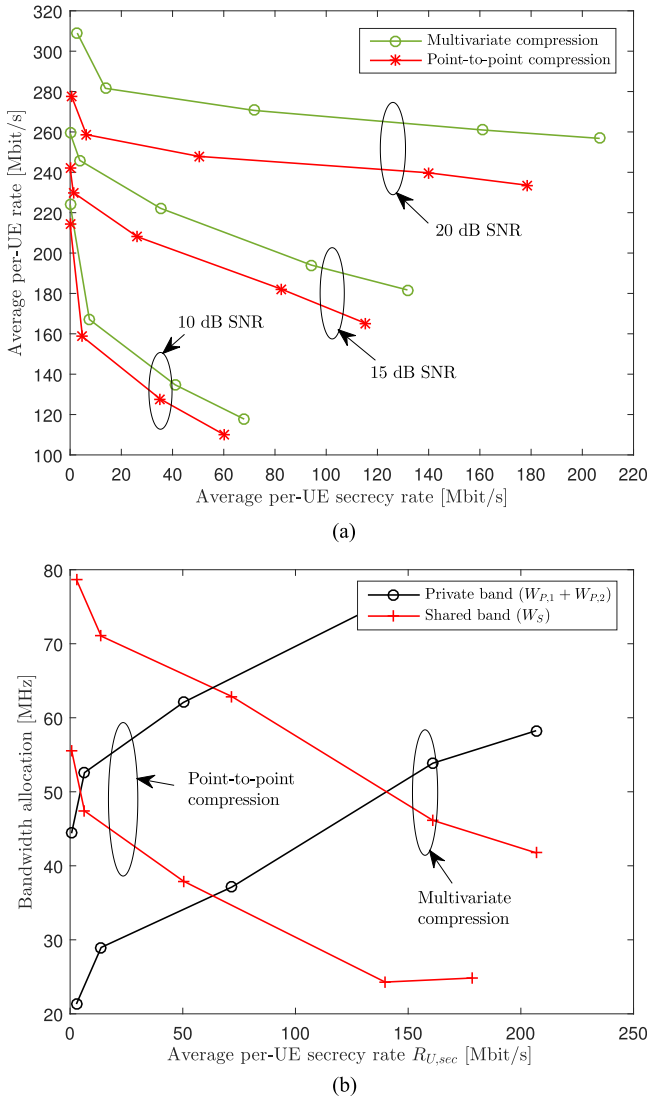 320
300
280
260
240
220
200
180
160
140
120
100
Average per-UE rate [Mbit/s]
Multivariate compression
Point-to-point compression
20 dB SNR
10 dB SNR
15 dB SNR
0 20 40 60 80 100 120 140 160 180 200 220
Average per-UE secrecy rate [Mbit/s]
(a)
80
70
60
50
40
30
20
Bandwidth allocation [MHz]
Private band (W_{P,1} + W_{P,2})
Shared band (W_S)
Point-to-point
compression
Multivariate
compression
0 50 100 150 200 250
Average per-UE secrecy rate R_{U,sec} [Mbit/s]
(b)